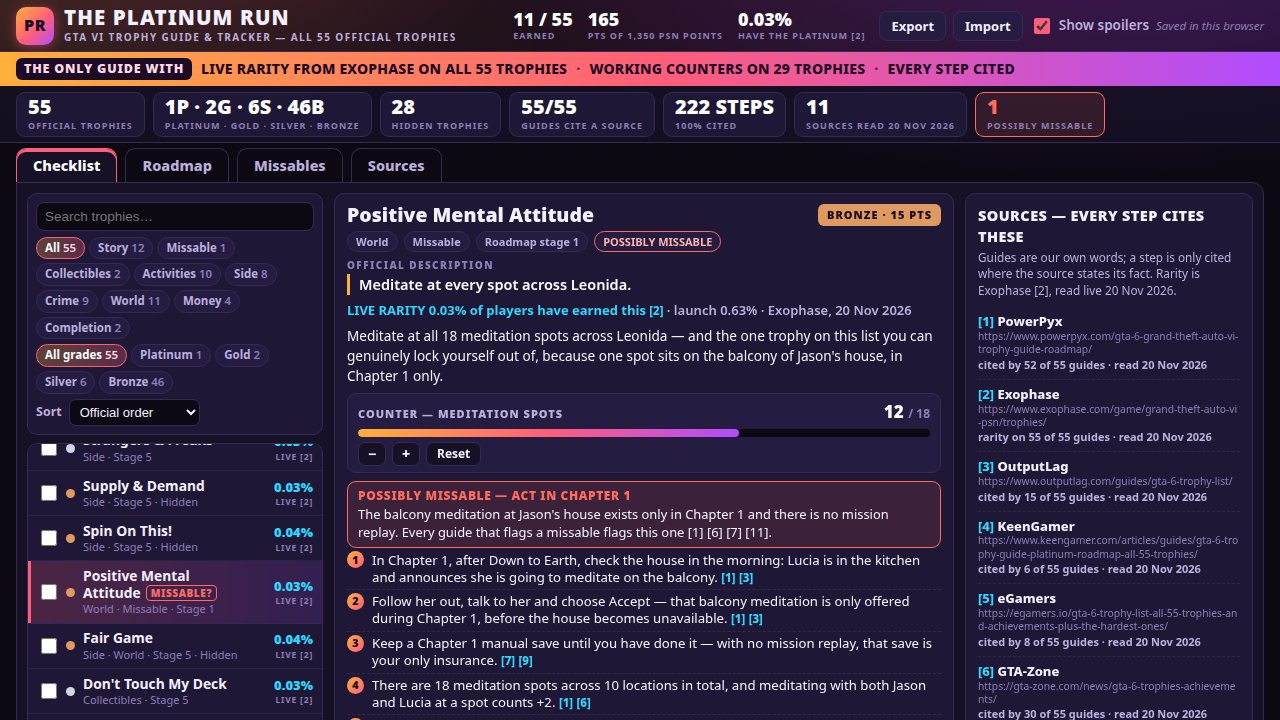 PR
THE PLATINUM RUN
GTA VI TROPHY GUIDE & TRACKER — ALL 55 OFFICIAL TROPHIES
11 / 55
EARNED
165
PTS OF 1,350 PSN POINTS
0.03%
HAVE THE PLATINUM [2]
Export
Import
Show spoilers
Saved in this browser
THE ONLY GUIDE WITH
LIVE RARITY FROM EXOPHASE ON ALL 55 TROPHIES · WORKING COUNTERS ON 29 TROPHIES · EVERY STEP CITED
55
OFFICIAL TROPHIES
1P · 2G · 6S · 46B
PLATINUM · GOLD · SILVER · BRONZE
28
HIDDEN TROPHIES
55/55
GUIDES CITE A SOURCE
222 STEPS
100% CITED
11
SOURCES READ 20 NOV 2026
1
POSSIBLY MISSABLE
Checklist
Roadmap
Missables
Sources
Search trophies…
All 55
Story 12
Missable 1
Collectibles 2
Activities 10
Side 8
Crime 9
World 11
Money 4
Completion 2
All grades 55
Platinum 1
Gold 2
Silver 6
Bronze 46
Sort
Official order
Side · Stage 5
LIVE [2]
Supply & Demand
Side · Stage 5 · Hidden
0.03%
LIVE [2]
Spin On This!
Side · Stage 5 · Hidden
0.04%
LIVE [2]
Positive Mental
Attitude MISSABLE?
World · Missable · Stage 1
0.03%
LIVE [2]
Fair Game
Side · World · Stage 5 · Hidden
0.04%
LIVE [2]
Don't Touch My Deck
Collectibles · Stage 5
0.03%
LIVE [2]
Positive Mental Attitude
BRONZE · 15 PTS
World
Missable
Roadmap stage 1
POSSIBLY MISSABLE
OFFICIAL DESCRIPTION
Meditate at every spot across Leonida.
LIVE RARITY 0.03% of players have earned this [2] · launch 0.63% · Exophase, 20 Nov 2026
Meditate at all 18 meditation spots across Leonida — and the one trophy on this list you can
genuinely lock yourself out of, because one spot sits on the balcony of Jason's house, in
Chapter 1 only.
COUNTER — MEDITATION SPOTS
12 / 18
−
+
Reset
POSSIBLY MISSABLE — ACT IN CHAPTER 1
The balcony meditation at Jason's house exists only in Chapter 1 and there is no mission
replay. Every guide that flags a missable flags this one [1] [6] [7] [11].
1 In Chapter 1, after Down to Earth, check the house in the morning: Lucia is in the kitchen
and announces she is going to meditate on the balcony. [1] [3]
2 Follow her out, talk to her and choose Accept — that balcony meditation is only offered
during Chapter 1, before the house becomes unavailable. [1] [3]
3 Keep a Chapter 1 manual save until you have done it — with no mission replay, that save is
your only insurance. [7] [9]
4 There are 18 meditation spots across 10 locations in total, and meditating with both Jason
and Lucia at a spot counts +2. [1] [6]
SOURCES — EVERY STEP CITES
THESE
Guides are our own words; a step is only cited
where the source states its fact. Rarity is
Exophase [2], read live 20 Nov 2026.
[1] PowerPyx
https://www.powerpyx.com/gta-6-grand-theft-auto-vi-
trophy-guide-roadmap/
cited by 52 of 55 guides · read 20 Nov 2026
[2] Exophase
https://www.exophase.com/game/grand-theft-auto-vi
-psn/trophies/
rarity on 55 of 55 guides · read 20 Nov 2026
[3] OutputLag
https://www.outputlag.com/guides/gta-6-trophy-list/
cited by 15 of 55 guides · read 20 Nov 2026
[4] KeenGamer
https://www.keengamer.com/articles/guides/gta-6-tro
phy-guide-platinum-roadmap-all-55-trophies/
cited by 6 of 55 guides · read 20 Nov 2026
[5] eGamers
https://egamers.io/gta-6-trophy-list-all-55-trophies-an
d-achievements-plus-the-hardest-ones/
cited by 8 of 55 guides · read 20 Nov 2026
[6] GTA-Zone
https://gta-zone.com/news/gta-6-trophies-achieveme
nts/
cited by 30 of 55 guides · read 20 Nov 2026